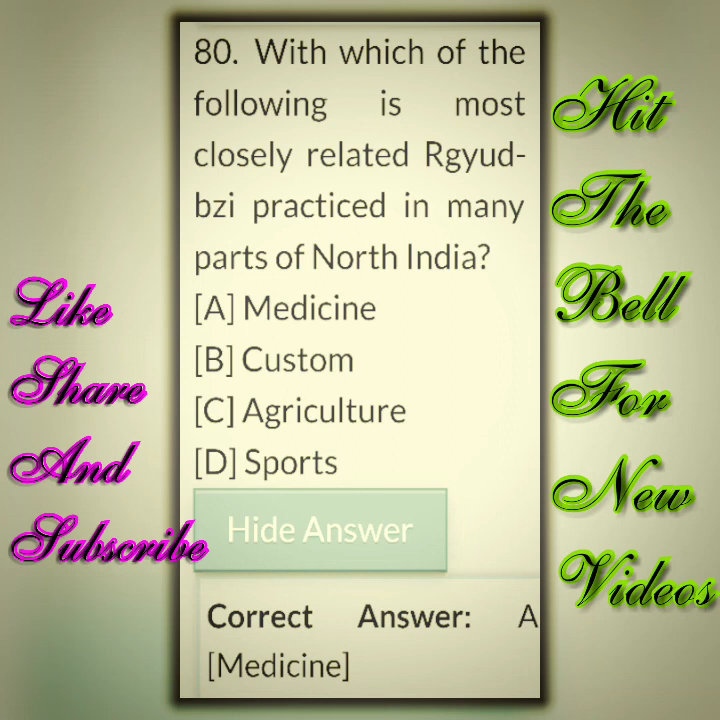 80. With which of the
following is most
closely related Rgyud-
bzi practiced in many
parts of North India?
[A] Medicine
[B] Custom
[C] Agriculture
[D] Sports
Hide Answer
Correct Answer: A
[Medicine]
Like
Share
And
Subscribe
Hit
The
Bell
For
New
Videos